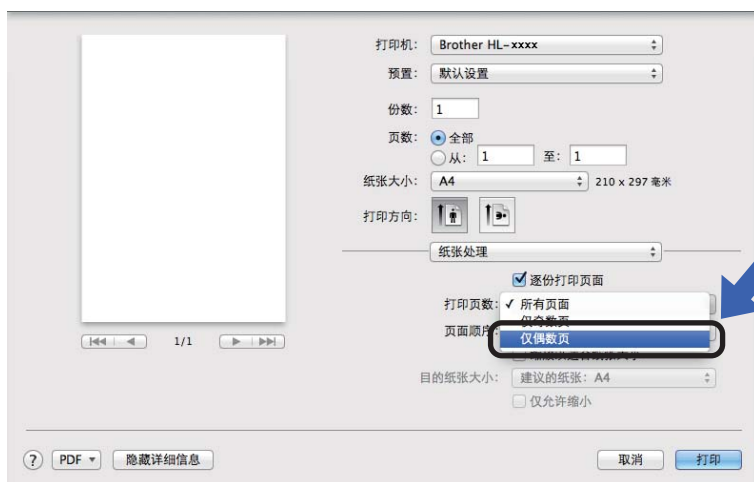 打印机: Brother HL-xxxx
预置: 默认设置
份数: 1
页数: 全部
从: 1 至: 1
纸张大小: A4 210 x 297 毫米
打印方向:
纸张处理
逐份打印页面
打印页数: ✓ 所有页面
仅奇数页
页面顺序: 仅偶数页
目的纸张大小: 建议的纸张: A4
仅允许缩小
1/1
? PDF 隐藏详细信息 取消 打印